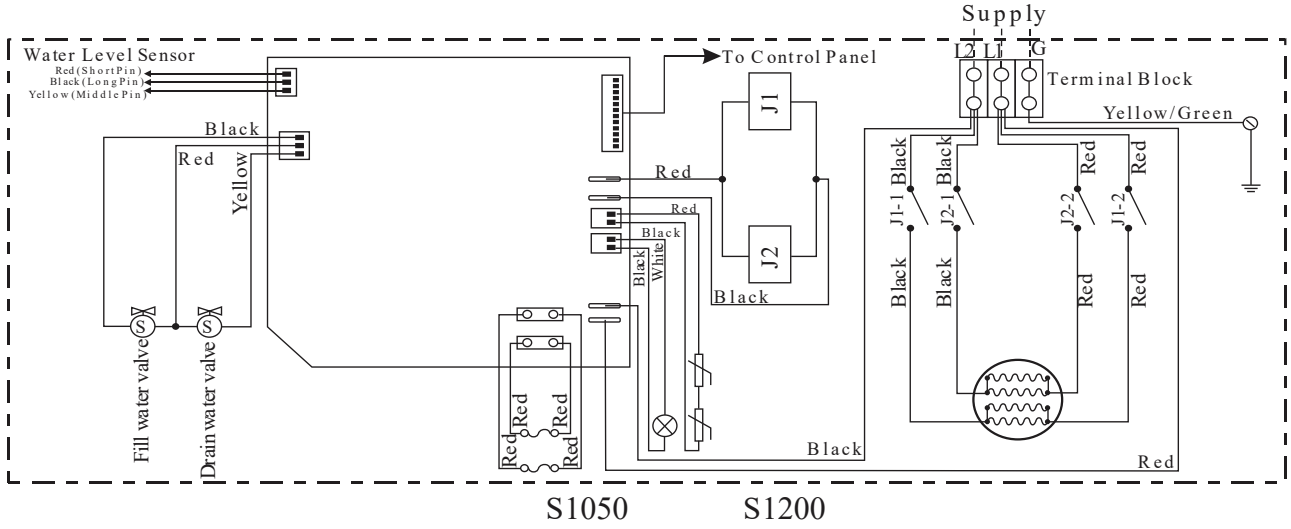 Supply
L2 L1 G
Water Level Sensor
Red(ShortPin)
Black(LongPin)
Yellow(MiddlePin)
To Control Panel
Terminal Block
Yellow/Green
Black
Red
Yellow
Red
J1
J2
Red
Black
White
Black
Black
Black
Black
Red
Red
J1-1
J2-1
J2-2
J1-2
Black
Black
Red
Red
S
S
Fill water valve
Drain water valve
Red
Red
Red
Red
Black
Red
S1050 S1200